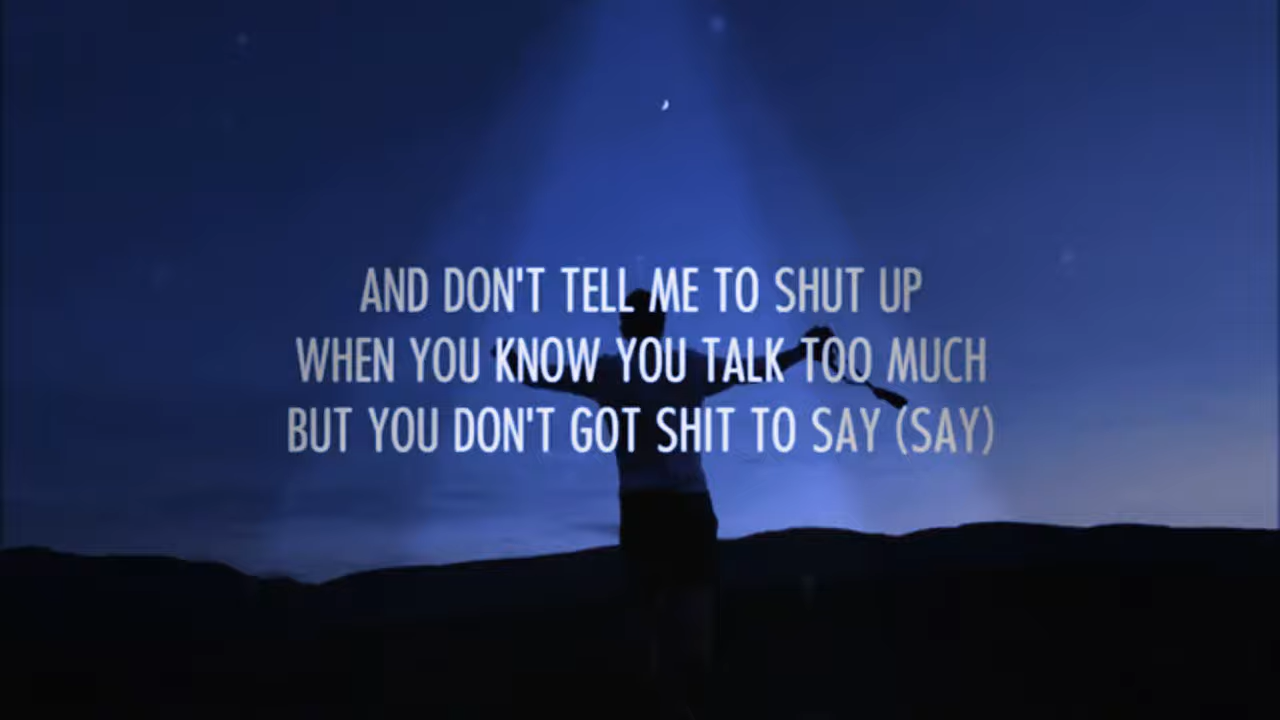 AND DON'T TELL ME TO SHUT UP
WHEN YOU KNOW YOU TALK TOO MUCH
BUT YOU DON'T GOT SHIT TO SAY (SAY)